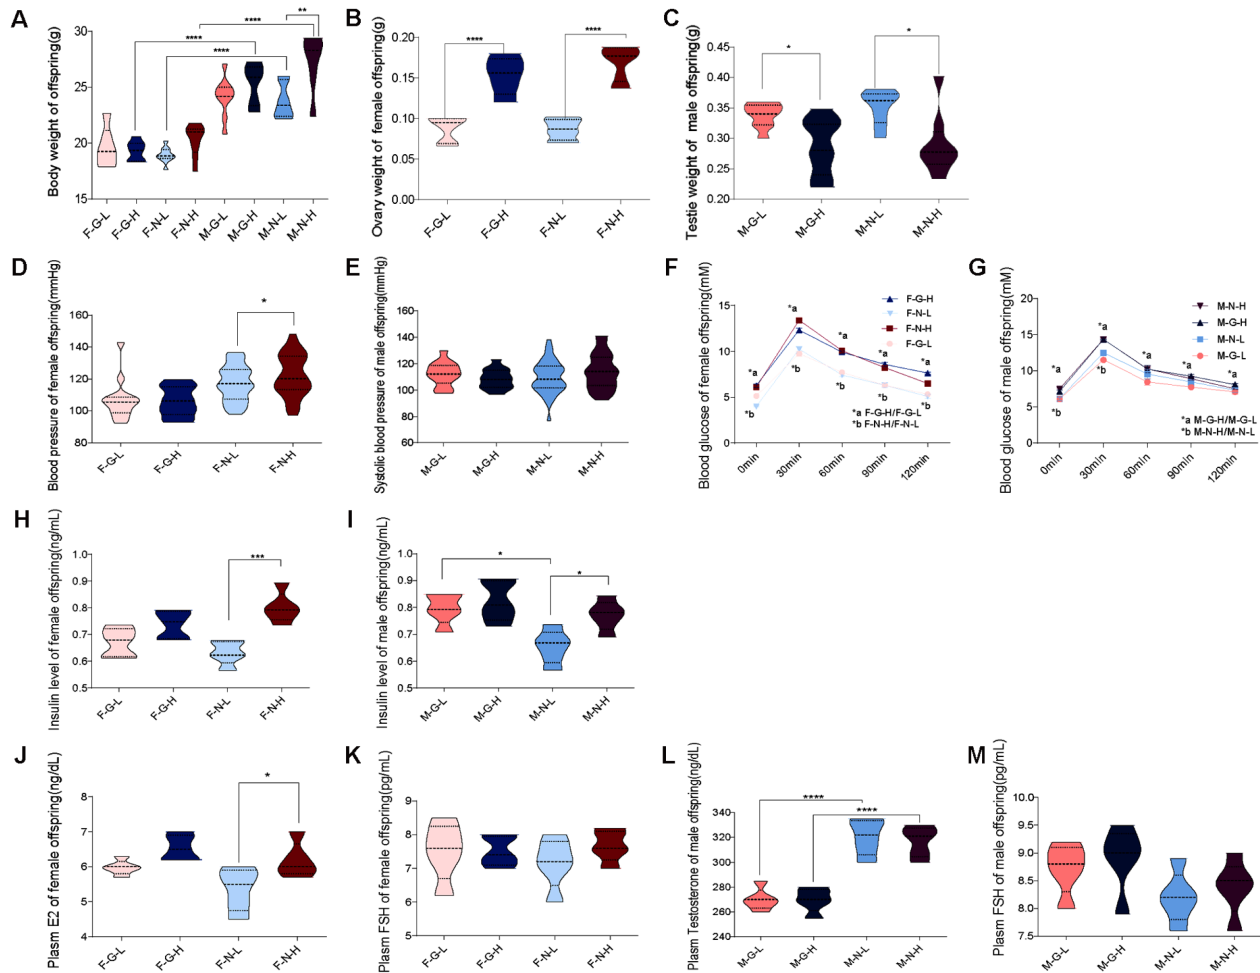 A
Body weight of offspring(g)
30
25
20
15
****
**
****
****
F-G-L
F-G-H
F-N-L
F-N-H
M-G-L
M-G-H
M-N-L
M-N-H
B
Ovary weight of female offspring(g)
0.20
0.15
0.10
0.05
0.00
****
****
F-G-L
F-G-H
F-N-L
F-N-H
C
Testie weight of male offspring(g)
0.45
0.40
0.35
0.30
0.25
0.20
*
*
M-G-L
M-G-H
M-N-L
M-N-H
D
Blood pressure of female offspring(mmHg)
160
140
120
100
80
*
F-G-L
F-G-H
F-N-L
F-N-H
E
Systolic blood pressure of male offspring(mmHg)
160
140
120
100
80
60
M-G-L
M-G-H
M-N-L
M-N-H
F
Blood glucose of female offspring(mM)
15
10
5
0
*a
*a
*a
*a
*a
*b
*b
*b
*b
*b
F-G-H
F-N-L
F-N-H
F-G-L
*a F-G-H/F-G-L
*b F-N-H/F-N-L
0min
30min
60min
90min
120min
G
Blood glucose of male offspring(mM)
20
15
10
5
0
*a
*a
*a
*a
*a
*b
*b
M-N-H
M-G-H
M-N-L
M-G-L
*a M-G-H/M-G-L
*b M-N-H/M-N-L
0min
30min
60min
90min
120min
H
Insulin level of female offspring(ng/mL)
1.0
0.9
0.8
0.7
0.6
0.5
***
F-G-L
F-G-H
F-N-L
F-N-H
I
Insulin level of male offspring(ng/mL)
1.0
0.9
0.8
0.7
0.6
0.5
*
*
M-G-L
M-G-H
M-N-L
M-N-H
J
Plasm E2 of female offspring(ng/dL)
8
7
6
5
4
*
F-G-L
F-G-H
F-N-L
F-N-H
K
Plasm FSH of female offspring(pg/mL)
9
8
7
6
5
F-G-L
F-G-H
F-N-L
F-N-H
L
Plasm Testosterone of male offspring(ng/dL)
340
320
300
280
260
240
****
****
M-G-L
M-G-H
M-N-L
M-N-H
M
Plasm FSH of male offspring(pg/mL)
10.0
9.5
9.0
8.5
8.0
7.5
M-G-L
M-G-H
M-N-L
M-N-H